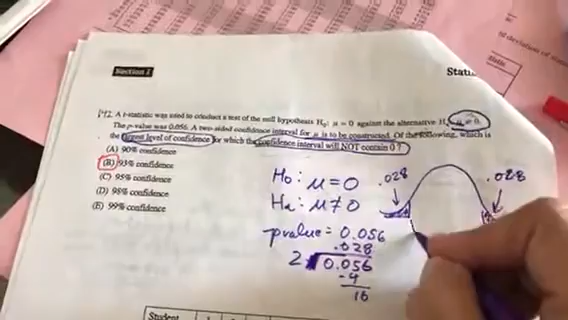 Section I
Stati
12. A t-statistic was used to conduct a test of the null hypothesis H₀: μ = 0 against the alternative H μ ≠ 0.
The p-value was 0.056. A two-sided confidence interval for μ is to be constructed. Of the following, which is
the largest level of confidence for which the confidence interval will NOT contain 0 ?
(A) 90% confidence
(B) 93% confidence
(C) 95% confidence
(D) 98% confidence
(E) 99% confidence
H₀: μ = 0
Hₐ: μ ≠ 0
pvalue = 0.056
.028
2 0.056
-4
16
.028
.028
Student